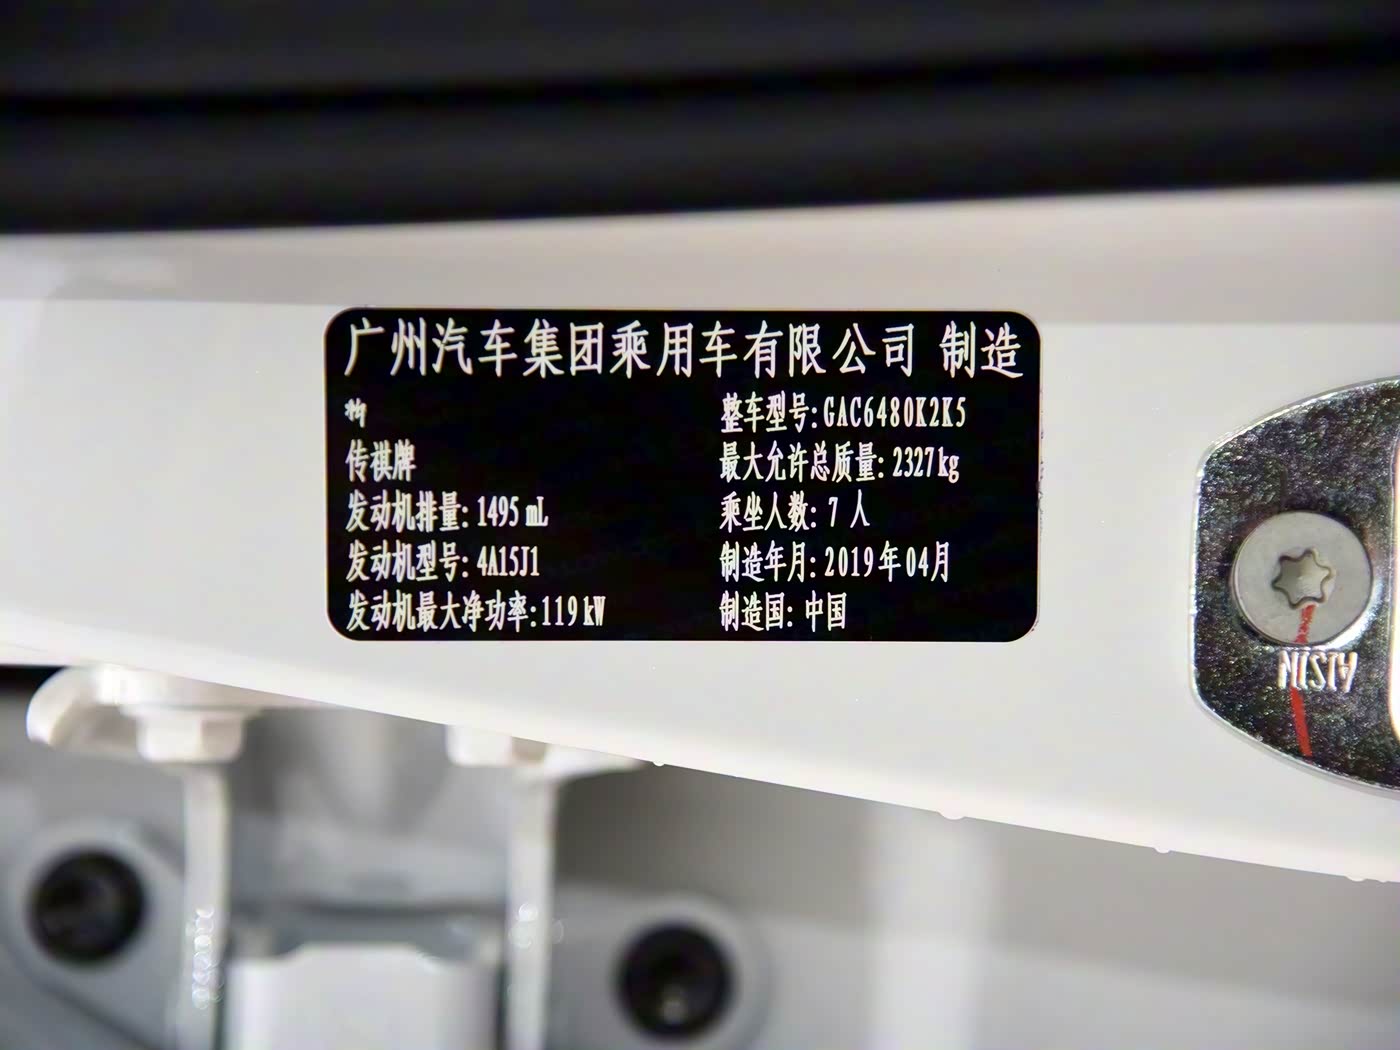 广州汽车集团乘用车有限公司 制造
整车型号:GAC6480K2K5
传祺牌
最大允许总质量: 2327kg
发动机排量: 1495 mL
乘坐人数: 7 人
发动机型号: 4A15J1
制造年月: 2019年04月
发动机最大净功率:119kW
制造国: 中国
AISIN